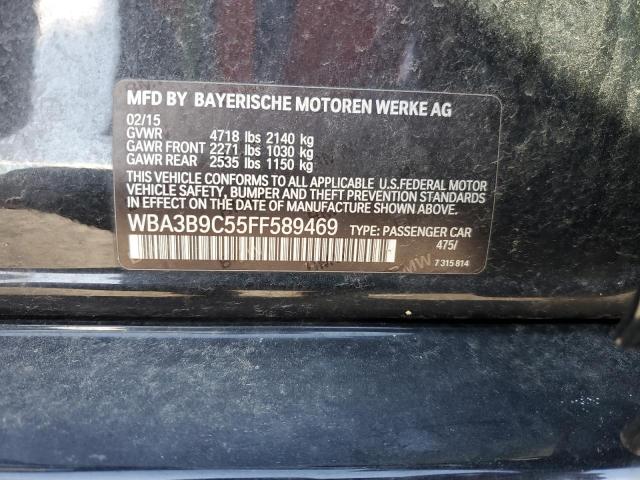 MFD BY BAYERISCHE MOTOREN WERKE AG
02/15
GVWR 4718 lbs 2140 kg
GAWR FRONT 2271 lbs 1030 kg
GAWR REAR 2535 lbs 1150 kg
THIS VEHICLE CONFORMS TO ALL APPLICABLE U.S.FEDERAL MOTOR
VEHICLE SAFETY, BUMPER, AND THEFT PREVENTION STANDARDS
IN EFFECT ON THE DATE OF MANUFACTURE SHOWN ABOVE.
WBA3B9C55FF589469 TYPE: PASSENGER CAR
475/
7 315 814
BMW